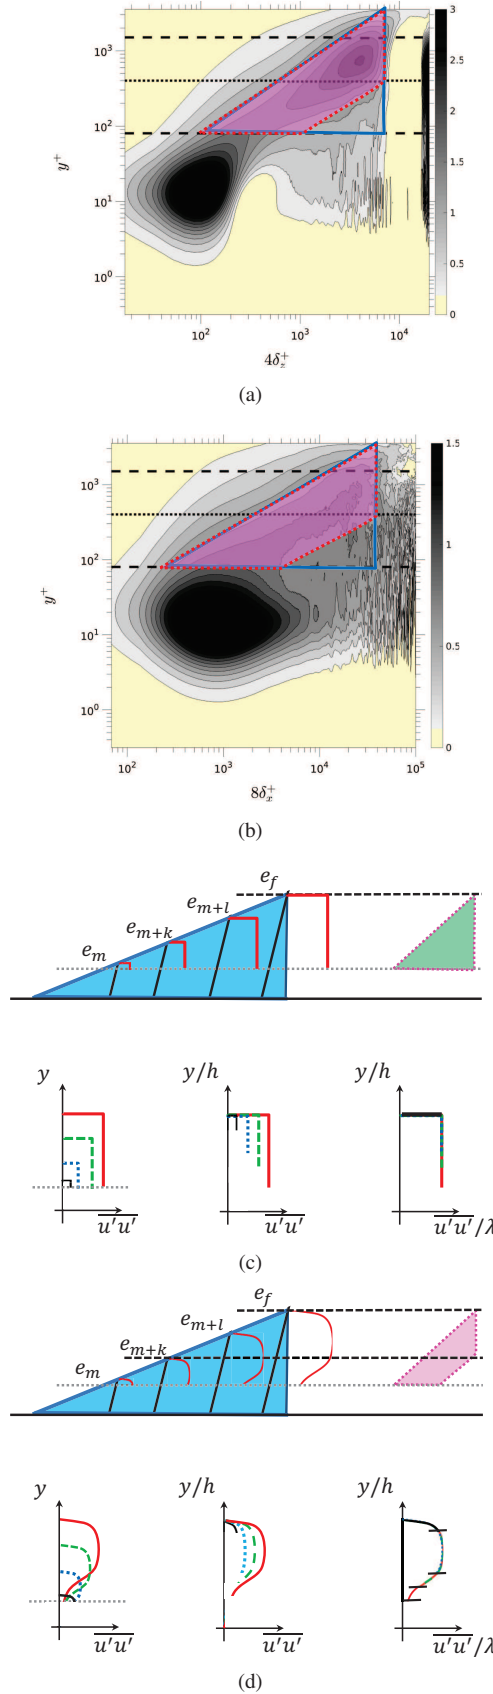 3
10³
2.5
2
10²
y⁺
1.5
10¹
1
10⁰
0.5
0
10² 10³ 10⁴
4δ_z⁺
(a)
1.5
10³
1
10²
y⁺
10¹
0.5
10⁰
0
10² 10³ 10⁴ 10⁵
8δ_x⁺
(b)
e_f
e_{m+l}
e_{m+k}
e_m
y y/h y/h
u'u' u'u' u'u'/λ
(c)
e_f
e_{m+l}
e_{m+k}
e_m
y y/h y/h
u'u' u'u' u'u'/λ
(d)